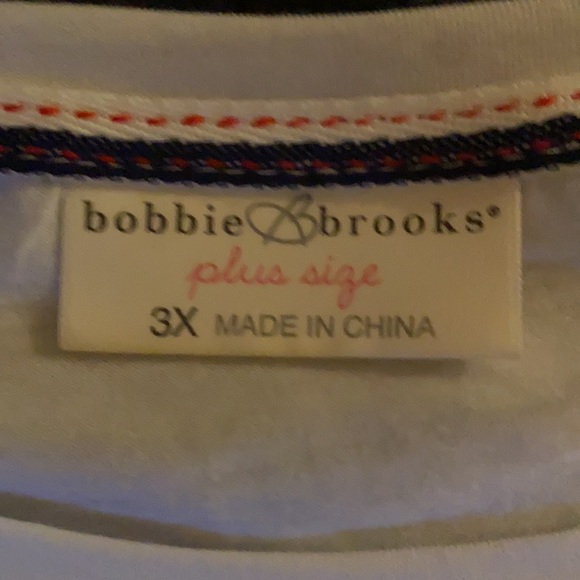 bobbie B brooks®
plus size
3X MADE IN CHINA